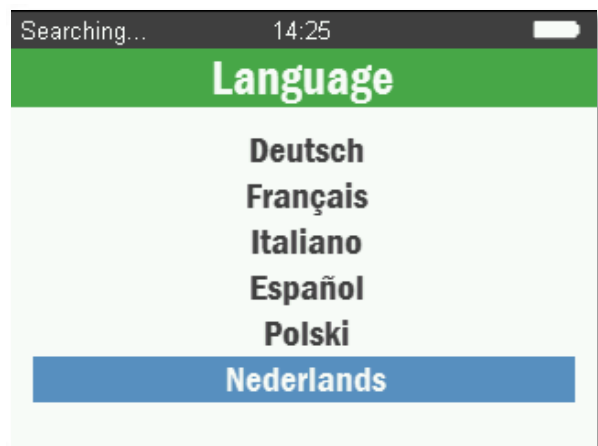 Searching... 14:25
Language
Deutsch
Français
Italiano
Español
Polski
Nederlands